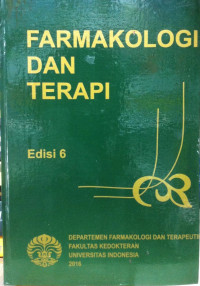 FARMAKOLOGI
DAN
TERAPI
Edisi 6
DEPARTEMEN FARMAKOLOGI DAN TERAPEUTIK
FAKULTAS KEDOKTERAN
UNIVERSITAS INDONESIA
2016